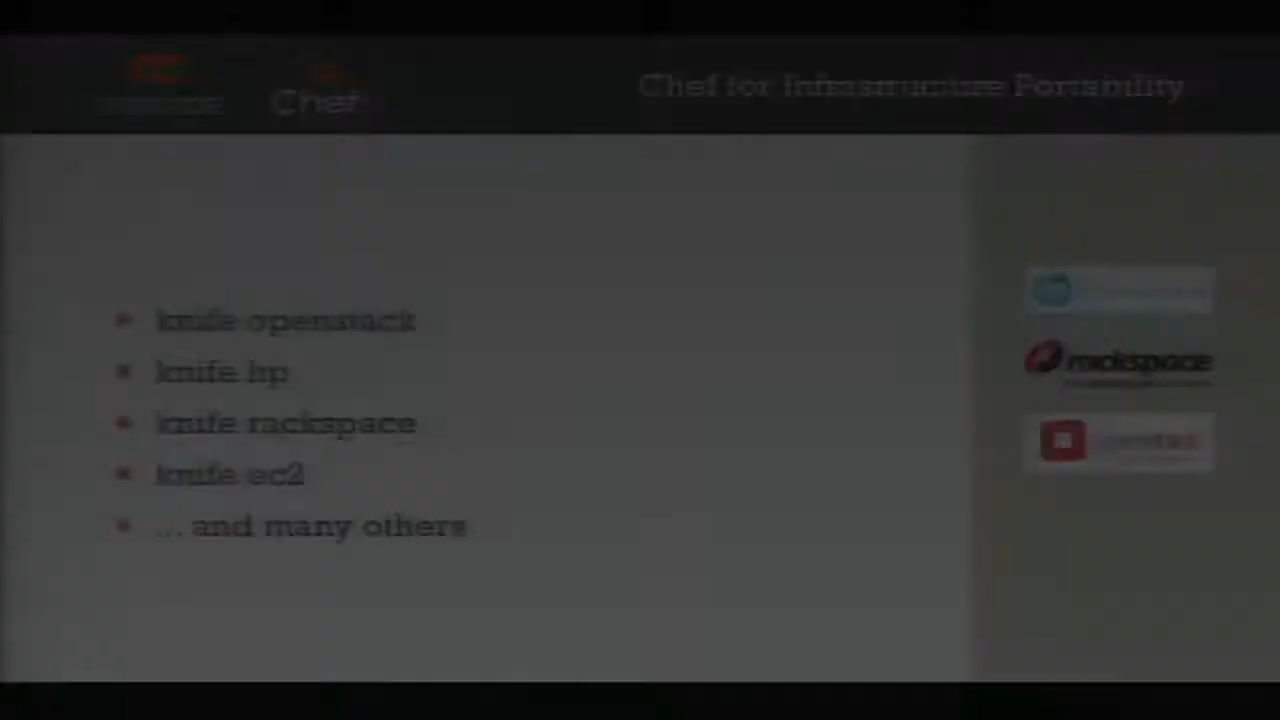 Chef
Chef for Infrastructure Portability
knife openstack
knife hp
knife rackspace
knife ec2
... and many others
rackspace